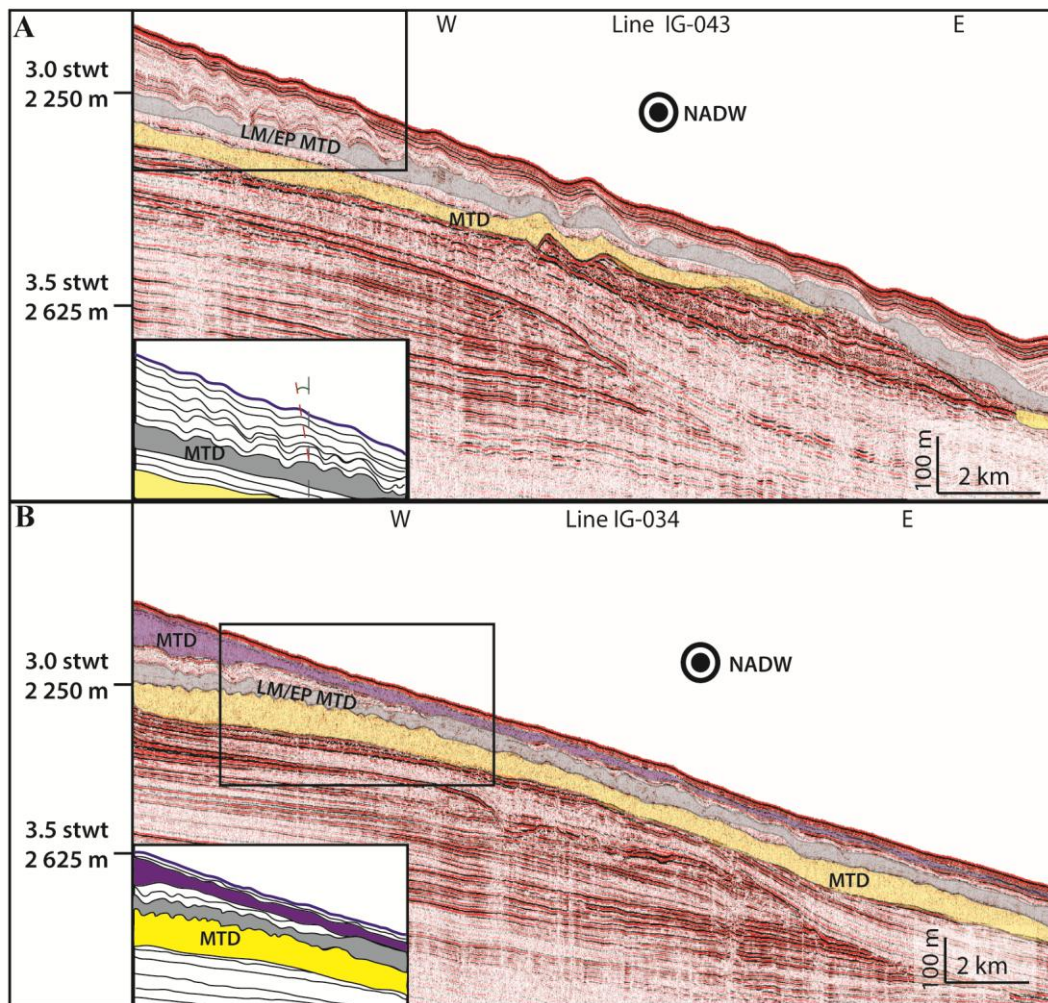 A
W Line IG-043 E
3.0 stwt
2 250 m
NADW
LM/EP MTD
MTD
3.5 stwt
2 625 m
MTD
100 m
2 km
B
W Line IG-034 E
MTD
3.0 stwt
2 250 m
NADW
LM/EP MTD
3.5 stwt
2 625 m
MTD
MTD
100 m
2 km